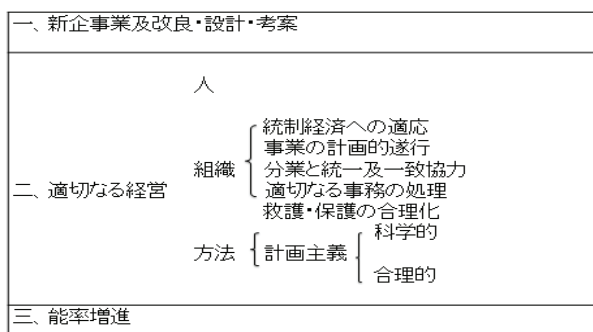 一、新企事業及改良・設計・考案
人
統制経済への適応
事業の計画的遂行
組織
分業と統一及一致協力
二、適切なる経営
適切なる事務の処理
救護・保護の合理化
科学的
方法
計画主義
合理的
三、能率増進